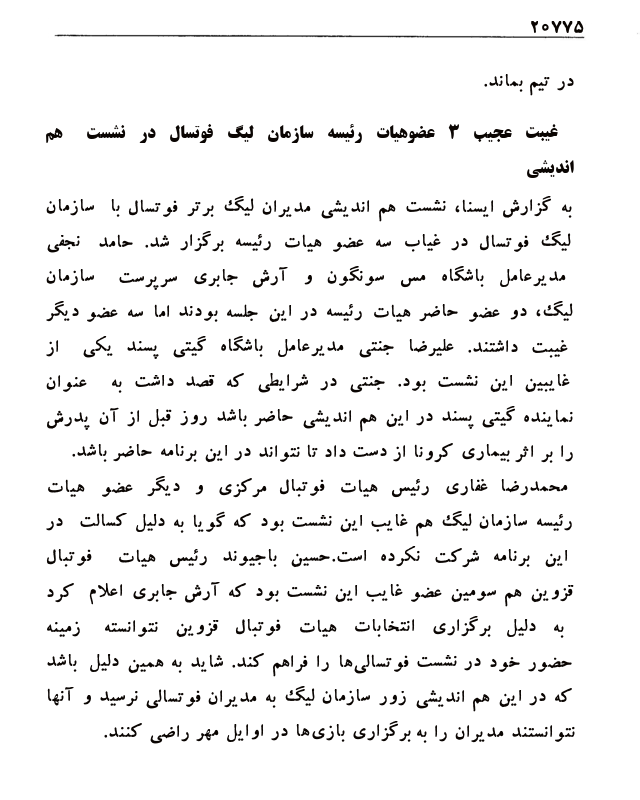 ۲۰۷۷۵
در تیم بماند.
غیبت عجیب ۳ عضوهیات رئیسه سازمان لیگ فوتسال در نشست هم
اندیشی
به گزارش ایسنا، نشست هم اندیشی مدیران لیگ برتر فوتسال با سازمان
لیگ فوتسال در غیاب سه عضو هیات رئیسه برگزار شد. حامد نجفی
مدیرعامل باشگاه مس سونگون و آرش جابری سرپرست سازمان
لیگ، دو عضو حاضر هیات رئیسه در این جلسه بودند اما سه عضو دیگر
غیبت داشتند. علیرضا جنتی مدیرعامل باشگاه گیتی پسند یکی از
غایبین این نشست بود. جنتی در شرایطی که قصد داشت به عنوان
نماینده گیتی پسند در این هم اندیشی حاضر باشد روز قبل از آن پدرش
را بر اثر بیماری کرونا از دست داد تا نتواند در این برنامه حاضر باشد.
محمدرضا غفاری رئیس هیات فوتبال مرکزی و دیگر عضو هیات
رئیسه سازمان لیگ هم غایب این نشست بود که گویا به دلیل کسالت در
این برنامه شرکت نکرده است.حسین باجیوند رئیس هیات فوتبال
قزوین هم سومین عضو غایب این نشست بود که آرش جابری اعلام کرد
به دلیل برگزاری انتخابات هیات فوتبال قزوین نتوانسته زمینه
حضور خود در نشست فوتسالی‌ها را فراهم کند. شاید به همین دلیل باشد
که در این هم اندیشی زور سازمان لیگ به مدیران فوتسالی نرسید و آنها
نتوانستند مدیران را به برگزاری بازی‌ها در اوایل مهر راضی کنند.